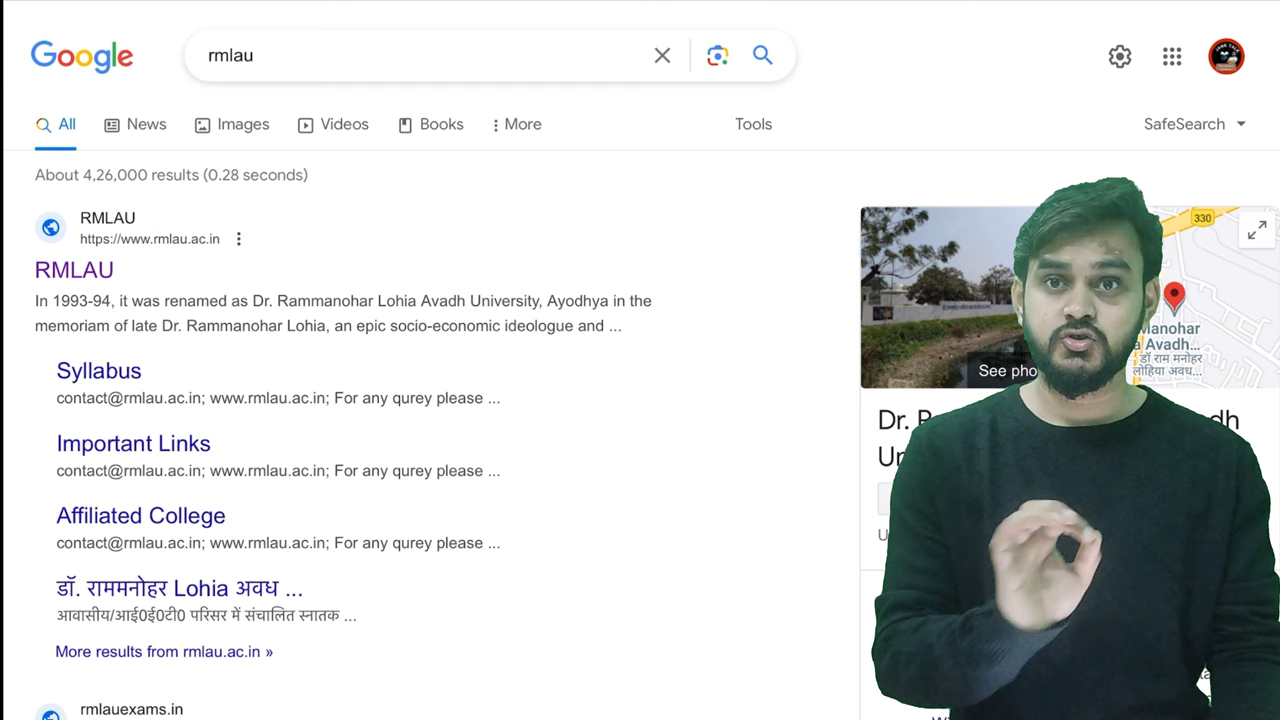 Google
rmlau
All
News
Images
Videos
Books
More
Tools
SafeSearch
About 4,26,000 results (0.28 seconds)
RMLAU
https://www.rmlau.ac.in
RMLAU
In 1993-94, it was renamed as Dr. Rammanohar Lohia Avadh University, Ayodhya in the
memoriam of late Dr. Rammanohar Lohia, an epic socio-economic ideologue and ...
Syllabus
contact@rmlau.ac.in; www.rmlau.ac.in; For any qurey please ...
Important Links
contact@rmlau.ac.in; www.rmlau.ac.in; For any qurey please ...
Affiliated College
contact@rmlau.ac.in; www.rmlau.ac.in; For any qurey please ...
डॉ. राममनोहर Lohia अवध ...
आवासीय/आई0ई0टी0 परिसर में संचालित स्नातक ...
More results from rmlau.ac.in »
rmlauexams.in
330
See pho
Manohar
a Avadh...
डॉ राम मनोहर
लोहिया अवध...
Dr.